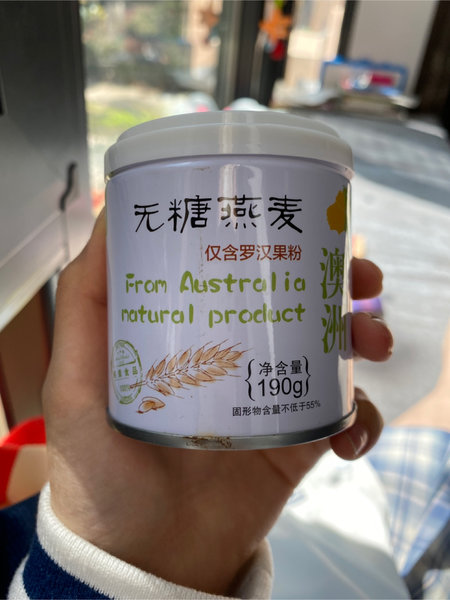 无糖燕麦
仅含罗汉果粉
From Australia
natural product
澳洲
净含量
190g
固形物含量不低于55%